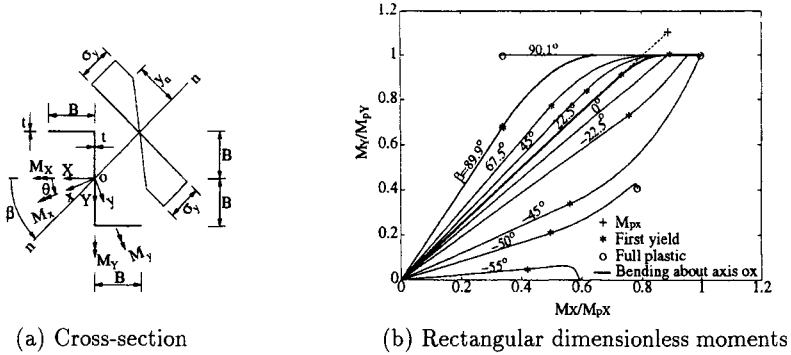 σy
yn
n
B
t
t
B
B
o
Mx
X
θ
x
Y
y
Mx
β
n
σy
MY
My
B
(a) Cross-section
MY/MpY
1.2
1
0.8
0.6
0.4
0.2
0
0.2
0.4
0.6
0.8
1
1.2
MX/MpX
90.1°
β=89.9°
67.5°
45°
22.5°
0°
−22.5°
−45°
−50°
−55°
+ Mpx
* First yield
o Full plastic
— Bending about axis ox
(b) Rectangular dimensionless moments